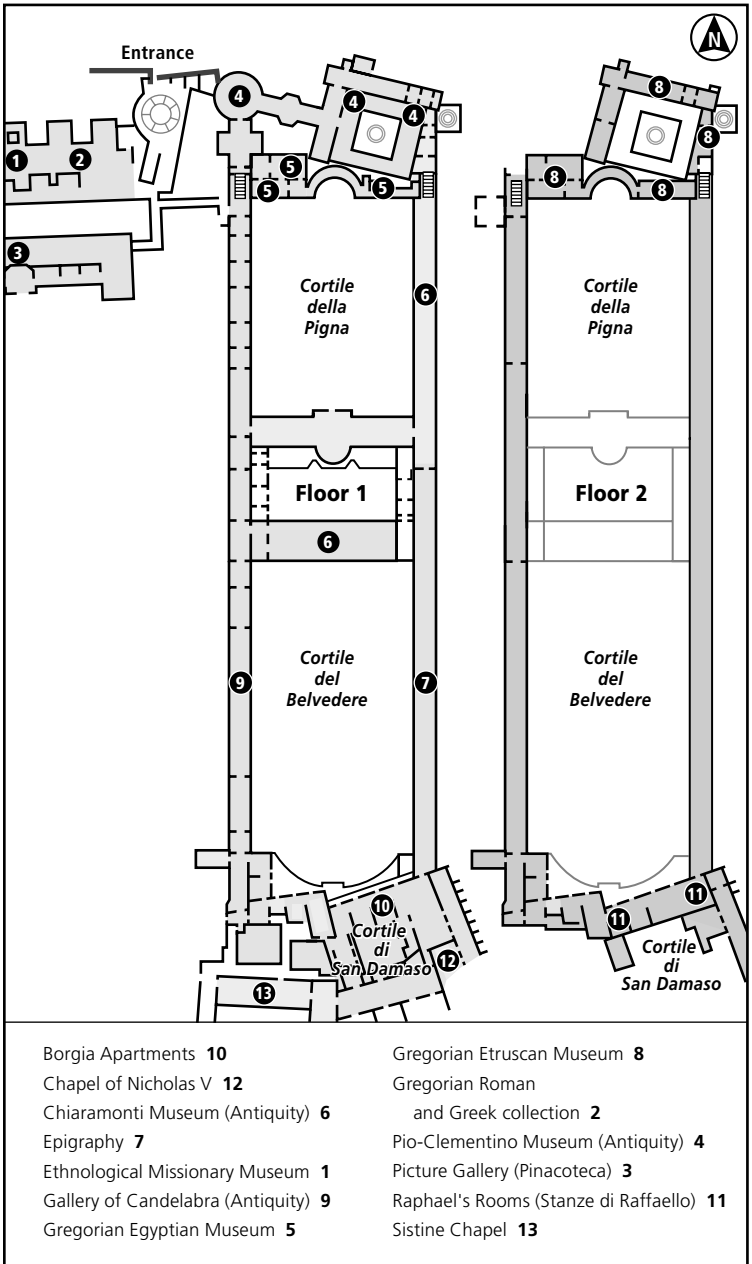 N
Entrance
4
4
4
8
8
1
2
5
5
5
8
8
3
Cortile
della
Pigna
6
Cortile
della
Pigna
Floor 1
Floor 2
6
Cortile
del
Belvedere
9
7
Cortile
del
Belvedere
10
Cortile
di
San Damaso
12
13
11
11
Cortile
di
San Damaso
Borgia Apartments 10
Chapel of Nicholas V 12
Chiaramonti Museum (Antiquity) 6
Epigraphy 7
Ethnological Missionary Museum 1
Gallery of Candelabra (Antiquity) 9
Gregorian Egyptian Museum 5
Gregorian Etruscan Museum 8
Gregorian Roman
and Greek collection 2
Pio-Clementino Museum (Antiquity) 4
Picture Gallery (Pinacoteca) 3
Raphael's Rooms (Stanze di Raffaello) 11
Sistine Chapel 13